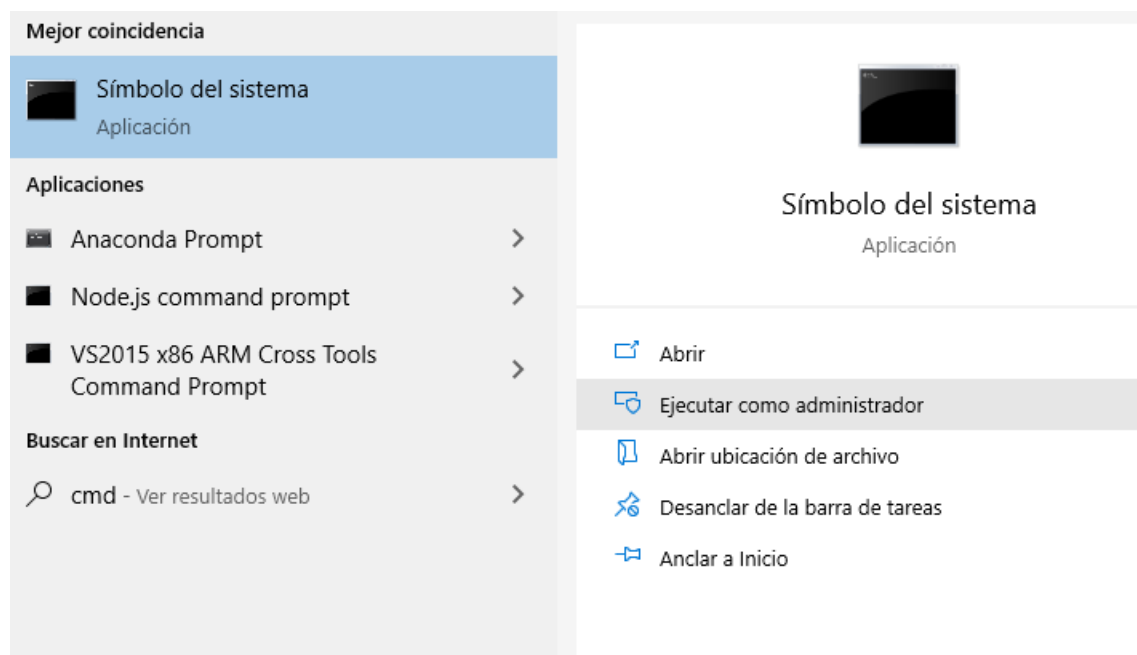 Mejor coincidencia
Símbolo del sistema
Aplicación
Aplicaciones
Anaconda Prompt
Node.js command prompt
VS2015 x86 ARM Cross Tools
Command Prompt
Buscar en Internet
cmd - Ver resultados web
Símbolo del sistema
Aplicación
Abrir
Ejecutar como administrador
Abrir ubicación de archivo
Desanclar de la barra de tareas
Anclar a Inicio